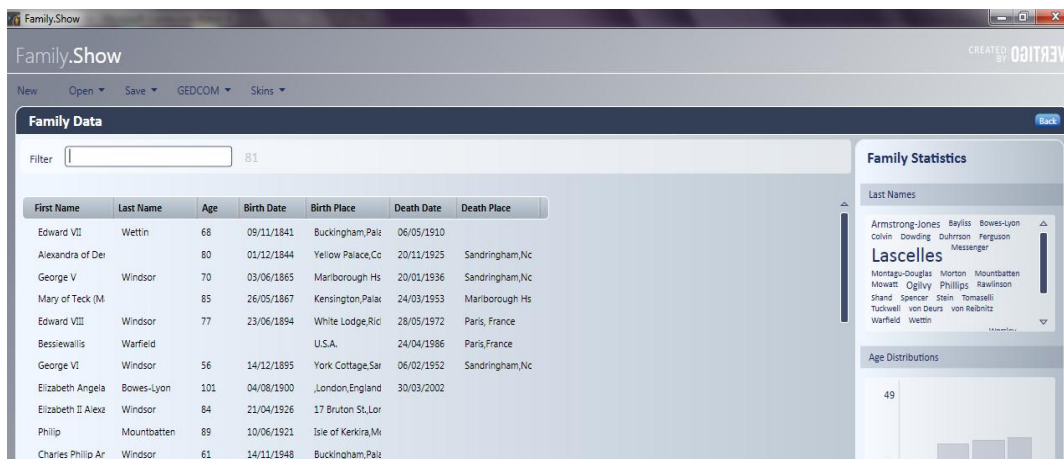 Family.Show
Family.Show
CREATED BY VERTIGO
New Open Save GEDCOM Skins
Family Data Back
Filter 81
Family Statistics
Last Names
First Name Last Name Age Birth Date Birth Place Death Date Death Place
Edward VII Wettin 68 09/11/1841 Buckingham,Pala 06/05/1910
Alexandra of Der 80 01/12/1844 Yellow Palace,Co 20/11/1925 Sandringham,Nc
George V Windsor 70 03/06/1865 Marlborough Hs 20/01/1936 Sandringham,Nc
Mary of Teck (M 85 26/05/1867 Kensington,Palac 24/03/1953 Marlborough Hs
Edward VIII Windsor 77 23/06/1894 White Lodge,Ric 28/05/1972 Paris, France
Bessiewallis Warfield U.S.A. 24/04/1986 Paris,France
George VI Windsor 56 14/12/1895 York Cottage,Sar 06/02/1952 Sandringham,Nc
Elizabeth Angela Bowes-Lyon 101 04/08/1900 ,London,England 30/03/2002
Elizabeth II Alexa Windsor 84 21/04/1926 17 Bruton St.,Lor
Philip Mountbatten 89 10/06/1921 Isle of Kerkira,Mo
Charles Philip Ar Windsor 61 14/11/1948 Buckingham,Pala
Armstrong-Jones Bayliss Bowes-Lyon
Colvin Dowding Duhrrson Ferguson
Lascelles Messenger
Montagu-Douglas Morton Mountbatten
Mowatt Ogilvy Phillips Rawlinson
Shand Spencer Stein Tomaselli
Tuckwell von Deurs von Reibnitz
Warfield Wettin
Age Distributions
49